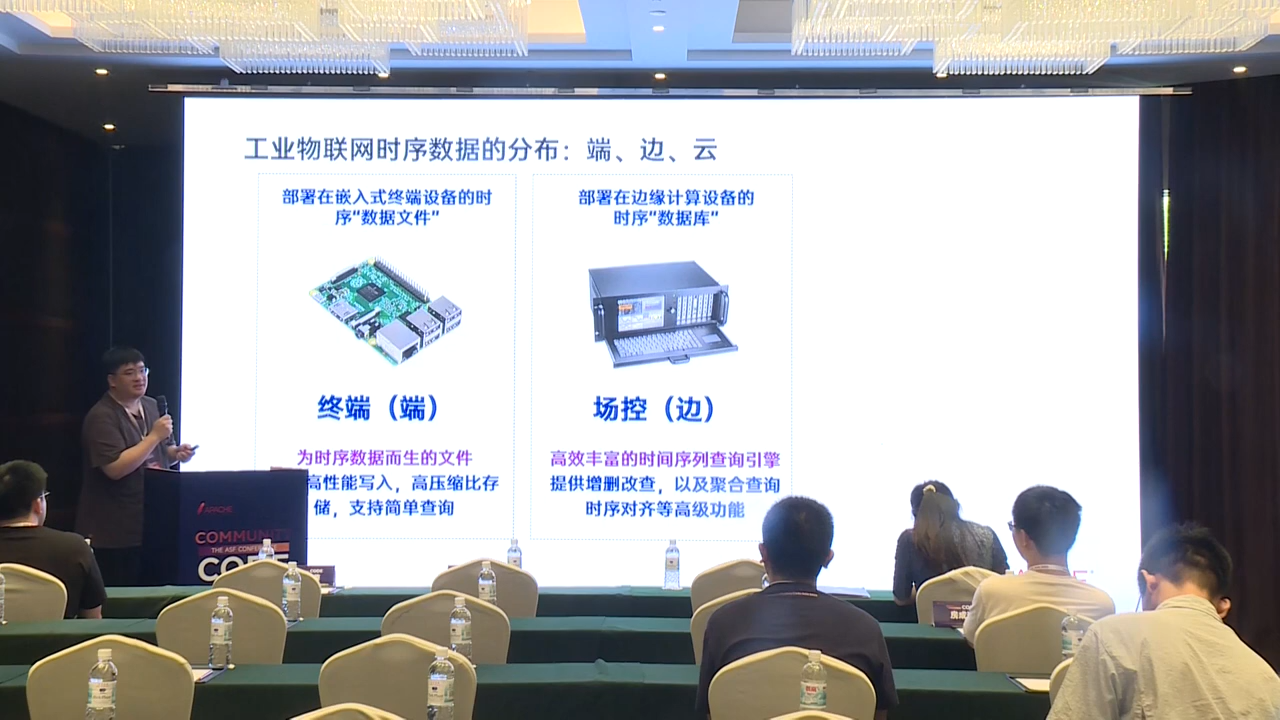 工业物联网时序数据的分布：端、边、云
部署在嵌入式终端设备的时
序“数据文件”
部署在边缘计算设备的
时序“数据库”
终端（端）
场控（边）
为时序数据而生的文件
高性能写入，高压缩比存
储，支持简单查询
高效丰富的时间序列查询引擎
提供增删改查，以及聚合查询
时序对齐等高级功能
APACHE
COMMUNI
THE ASF CONFE
CODE